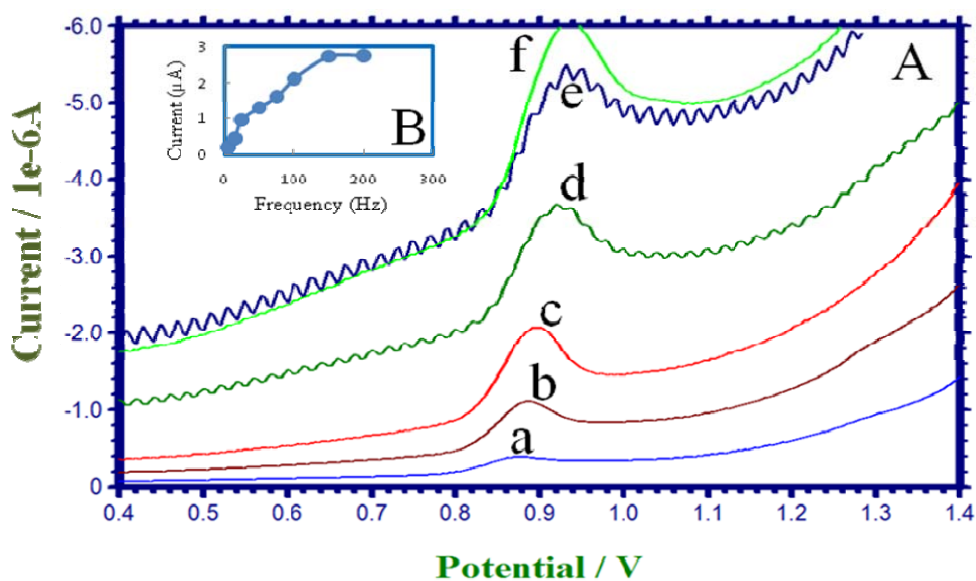 -6.0
-5.0
-4.0
-3.0
-2.0
-1.0
0
Current / 1e-6A
0.4 0.5 0.6 0.7 0.8 0.9 1.0 1.1 1.2 1.3 1.4
Potential / V
A
f
e
d
c
b
a
3
2
1
0
Current (µA)
B
0 100 200 300
Frequency (Hz)